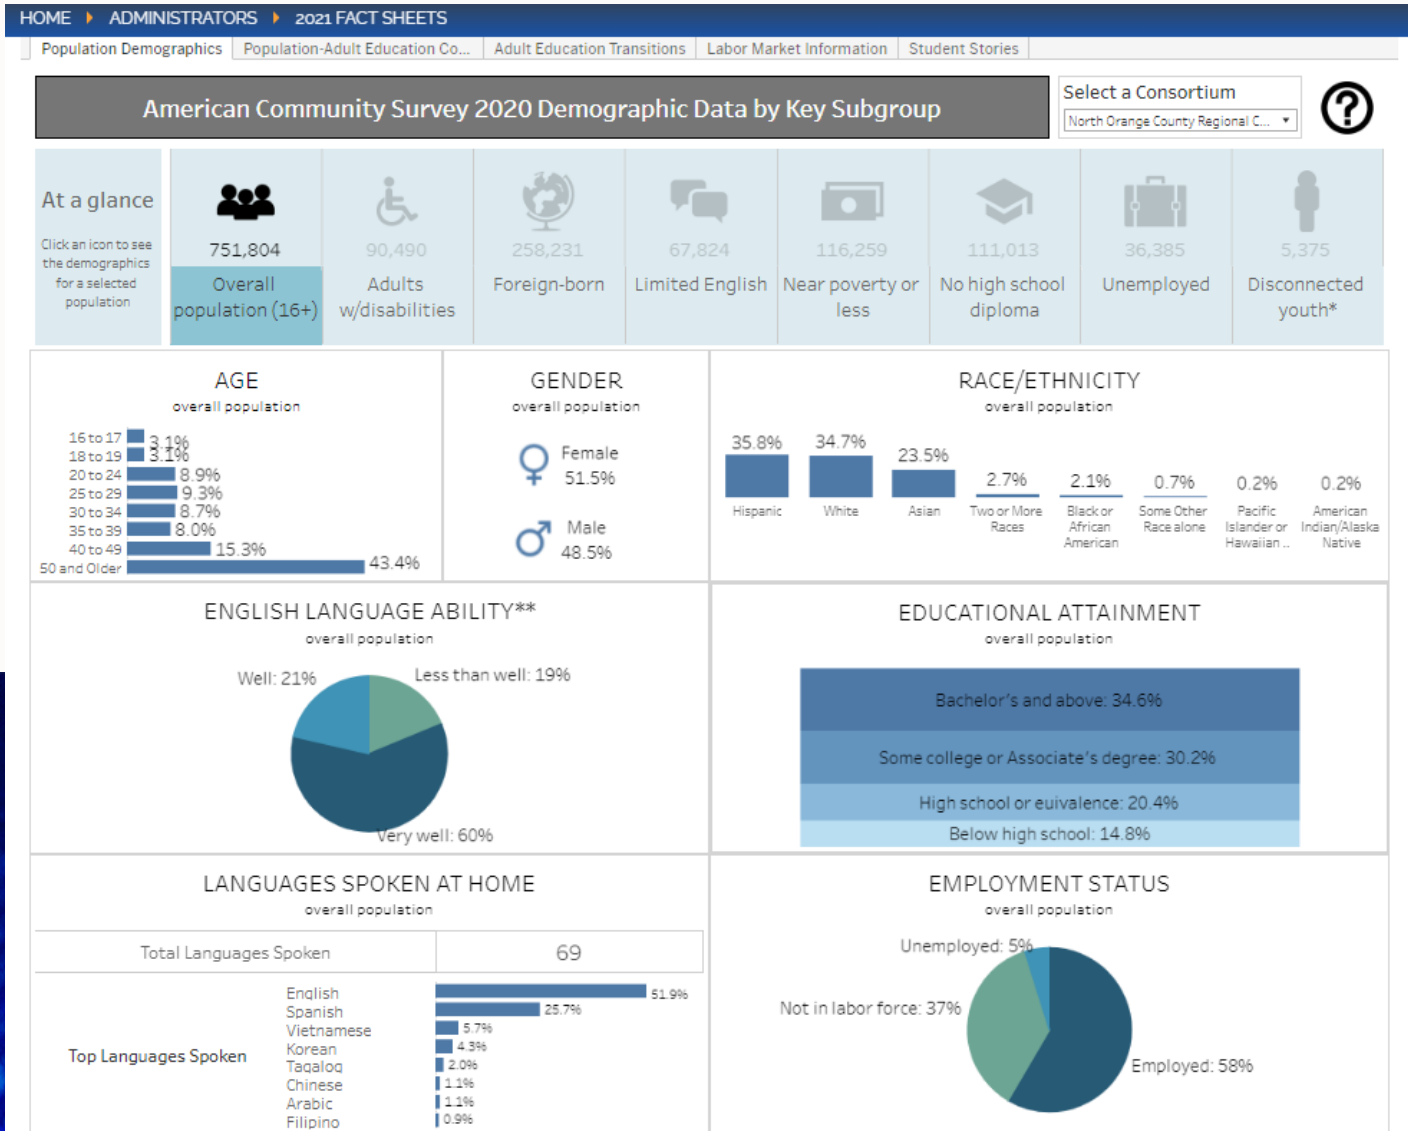 HOME ADMINISTRATORS 2021 FACT SHEETS
Population Demographics Population-Adult Education Co... Adult Education Transitions Labor Market Information Student Stories
American Community Survey 2020 Demographic Data by Key Subgroup
Select a Consortium
North Orange County Regional C...
?
At a glance
Click an icon to see
the demographics
for a selected
population
751,804
Overall
population (16+)
90,490
Adults
w/disabilities
258,231
Foreign-born
67,824
Limited English
116,259
Near poverty or
less
111,013
No high school
diploma
36,385
Unemployed
5,375
Disconnected
youth*
AGE
overall population
16 to 17 3.1%
18 to 19 3.1%
20 to 24 8.9%
25 to 29 9.3%
30 to 34 8.7%
35 to 39 8.0%
40 to 49 15.3%
50 and Older 43.4%
GENDER
overall population
Female
51.5%
Male
48.5%
RACE/ETHNICITY
overall population
35.8%
Hispanic
34.7%
White
23.5%
Asian
2.7%
Two or More
Races
2.1%
Black or
African
American
0.7%
Some Other
Race alone
0.2%
Pacific
Islander or
Hawaiian ..
0.2%
American
Indian/Alaska
Native
ENGLISH LANGUAGE ABILITY**
overall population
Well: 21%
Less than well: 19%
Very well: 60%
EDUCATIONAL ATTAINMENT
overall population
Bachelor's and above: 34.6%
Some college or Associate's degree: 30.2%
High school or euivalence: 20.4%
Below high school: 14.8%
LANGUAGES SPOKEN AT HOME
overall population
Total Languages Spoken 69
Top Languages Spoken
English 51.9%
Spanish 25.7%
Vietnamese 5.7%
Korean 4.3%
Tagalog 2.0%
Chinese 1.1%
Arabic 1.1%
Filipino 0.9%
EMPLOYMENT STATUS
overall population
Unemployed: 5%
Not in labor force: 37%
Employed: 58%